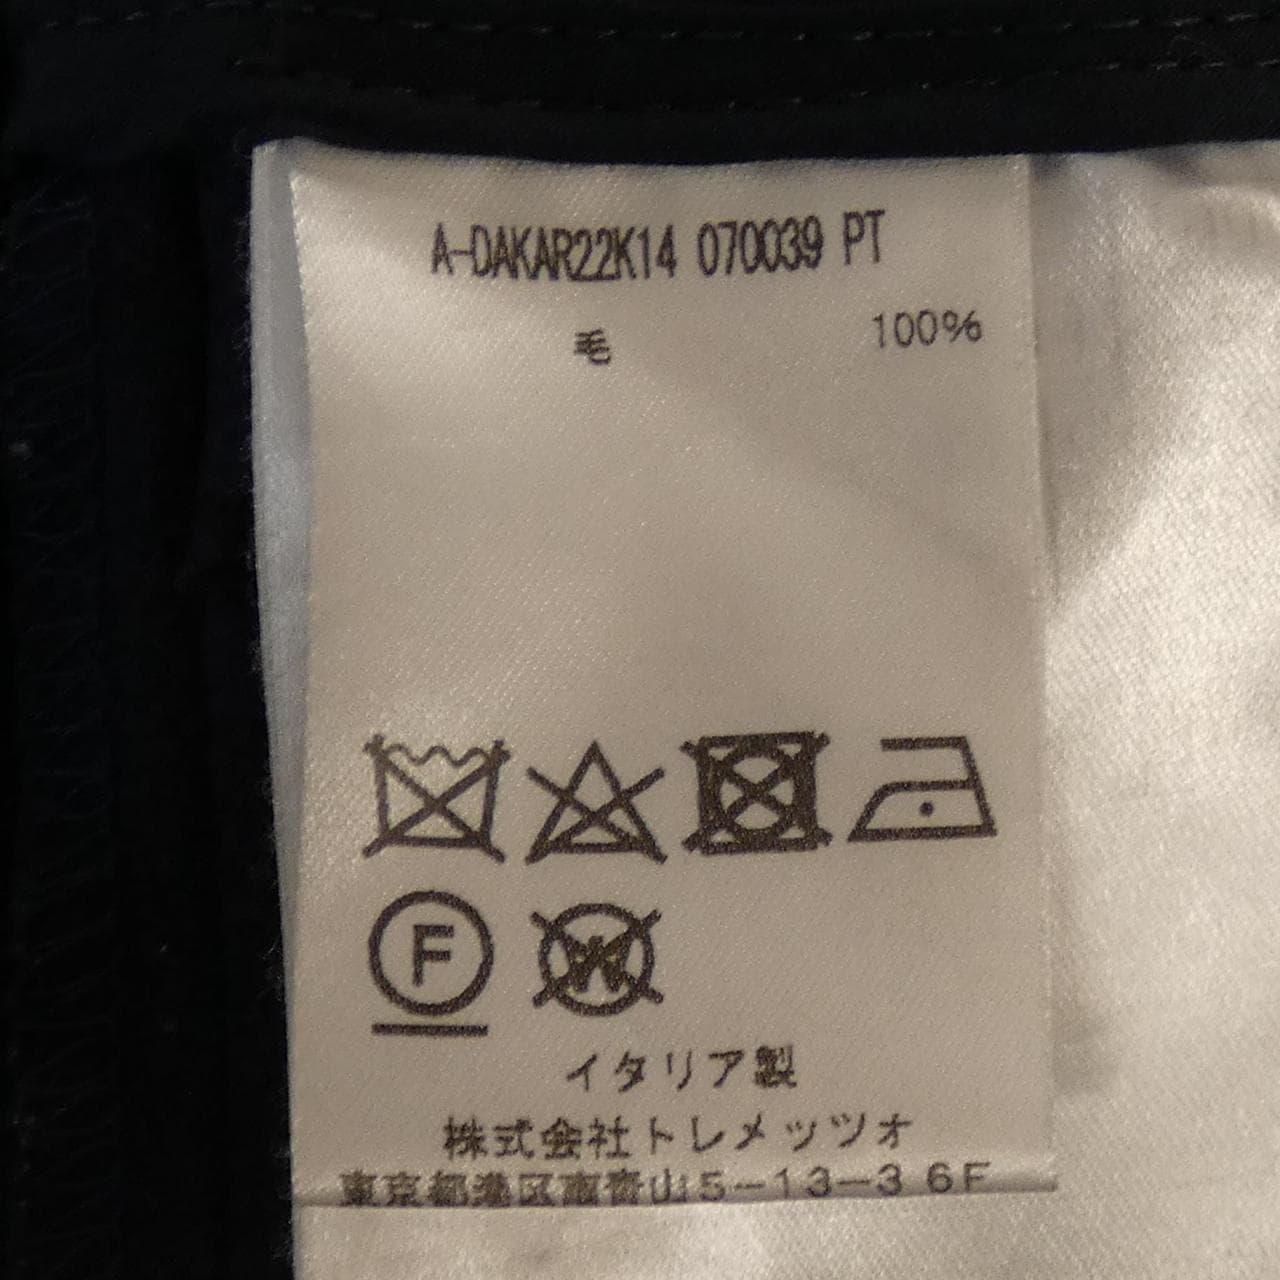 A-DAKAR22K14 070039 PT
毛 100%
F
W
イタリア製
株式会社トレメッツォ
東京都港区南青山5-13-3 6F